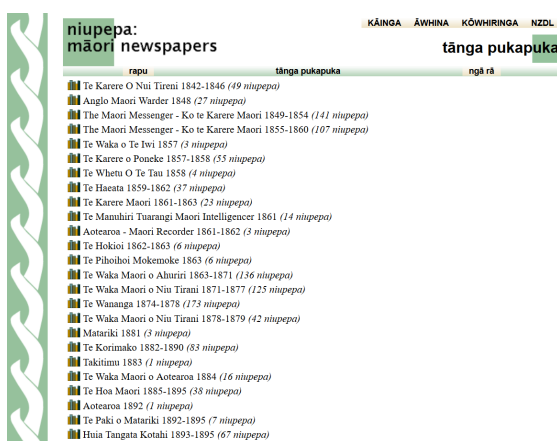 niupepa:
māori newspapers
KĀINGA ĀWHINA KŌWHIRINGA NZDL
tānga pukapuka
rapu tānga pukapuka ngā rā
Te Karere O Nui Tireni 1842-1846 (49 niupepa)
Anglo Maori Warder 1848 (27 niupepa)
The Maori Messenger - Ko te Karere Maori 1849-1854 (141 niupepa)
The Maori Messenger - Ko te Karere Maori 1855-1860 (107 niupepa)
Te Waka o Te Iwi 1857 (3 niupepa)
Te Karere o Poneke 1857-1858 (55 niupepa)
Te Whetu O Te Tau 1858 (4 niupepa)
Te Haeata 1859-1862 (37 niupepa)
Te Karere Maori 1861-1863 (23 niupepa)
Te Manuhiri Tuarangi Maori Intelligencer 1861 (14 niupepa)
Aotearoa - Maori Recorder 1861-1862 (3 niupepa)
Te Hokioi 1862-1863 (6 niupepa)
Te Pihoihoi Mokemoke 1863 (6 niupepa)
Te Waka Maori o Ahuriri 1863-1871 (136 niupepa)
Te Waka Maori o Niu Tirani 1871-1877 (125 niupepa)
Te Wananga 1874-1878 (173 niupepa)
Te Waka Maori o Niu Tirani 1878-1879 (42 niupepa)
Matariki 1881 (3 niupepa)
Te Korimako 1882-1890 (83 niupepa)
Takitimu 1883 (1 niupepa)
Te Waka Maori o Aotearoa 1884 (16 niupepa)
Te Hoa Maori 1885-1895 (38 niupepa)
Aotearoa 1892 (1 niupepa)
Te Paki o Matariki 1892-1895 (7 niupepa)
Huia Tangata Kotahi 1893-1895 (67 niupepa)